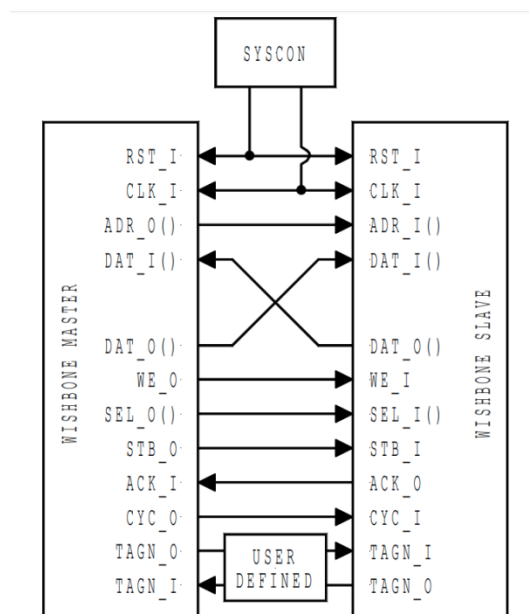 SYSCON
RST_I RST_I
CLK_I CLK_I
ADR_O() ADR_I()
DAT_I() DAT_I()
WISHBONE MASTER
WISHBONE SLAVE
DAT_O() DAT_O()
WE_O WE_I
SEL_O() SEL_I()
STB_O STB_I
ACK_I ACK_O
CYC_O CYC_I
TAGN_O USER TAGN_I
TAGN_I DEFINED TAGN_O